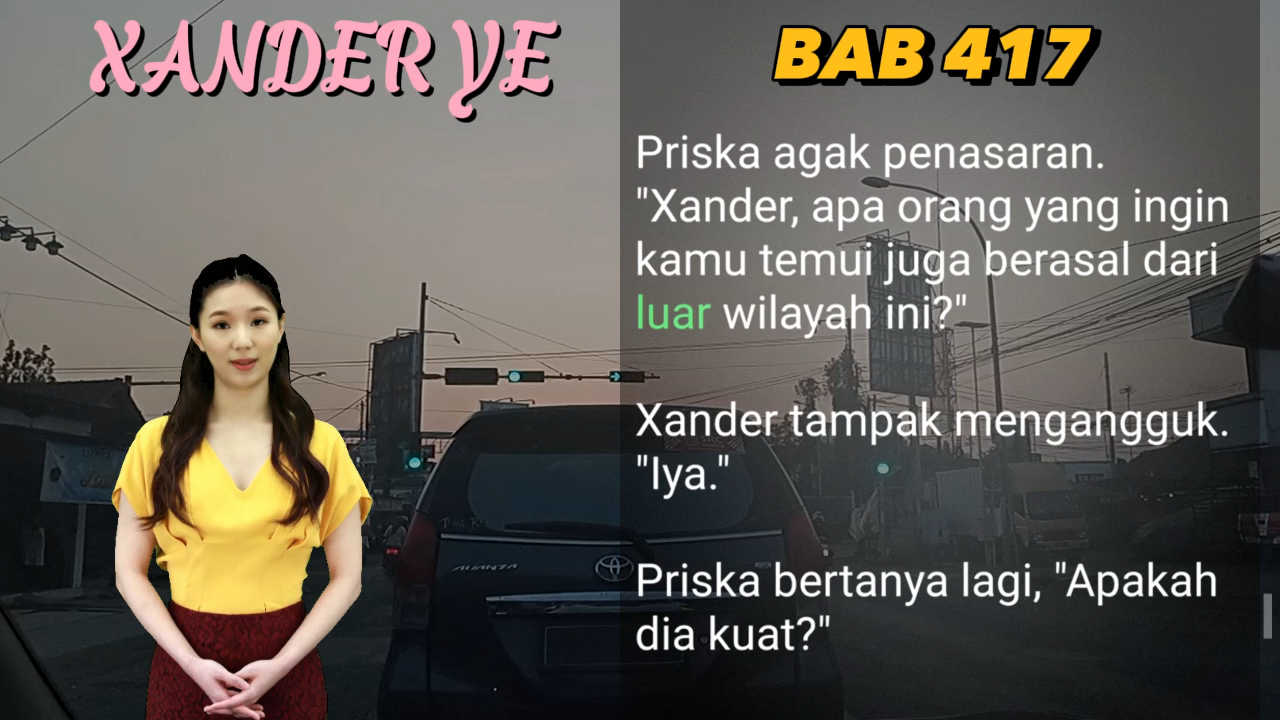 XANDER YE
BAB 417
Priska agak penasaran.
"Xander, apa orang yang ingin
kamu temui juga berasal dari
luar wilayah ini?"
Xander tampak mengangguk.
"Iya."
Priska bertanya lagi, "Apakah
dia kuat?"
AVANZA